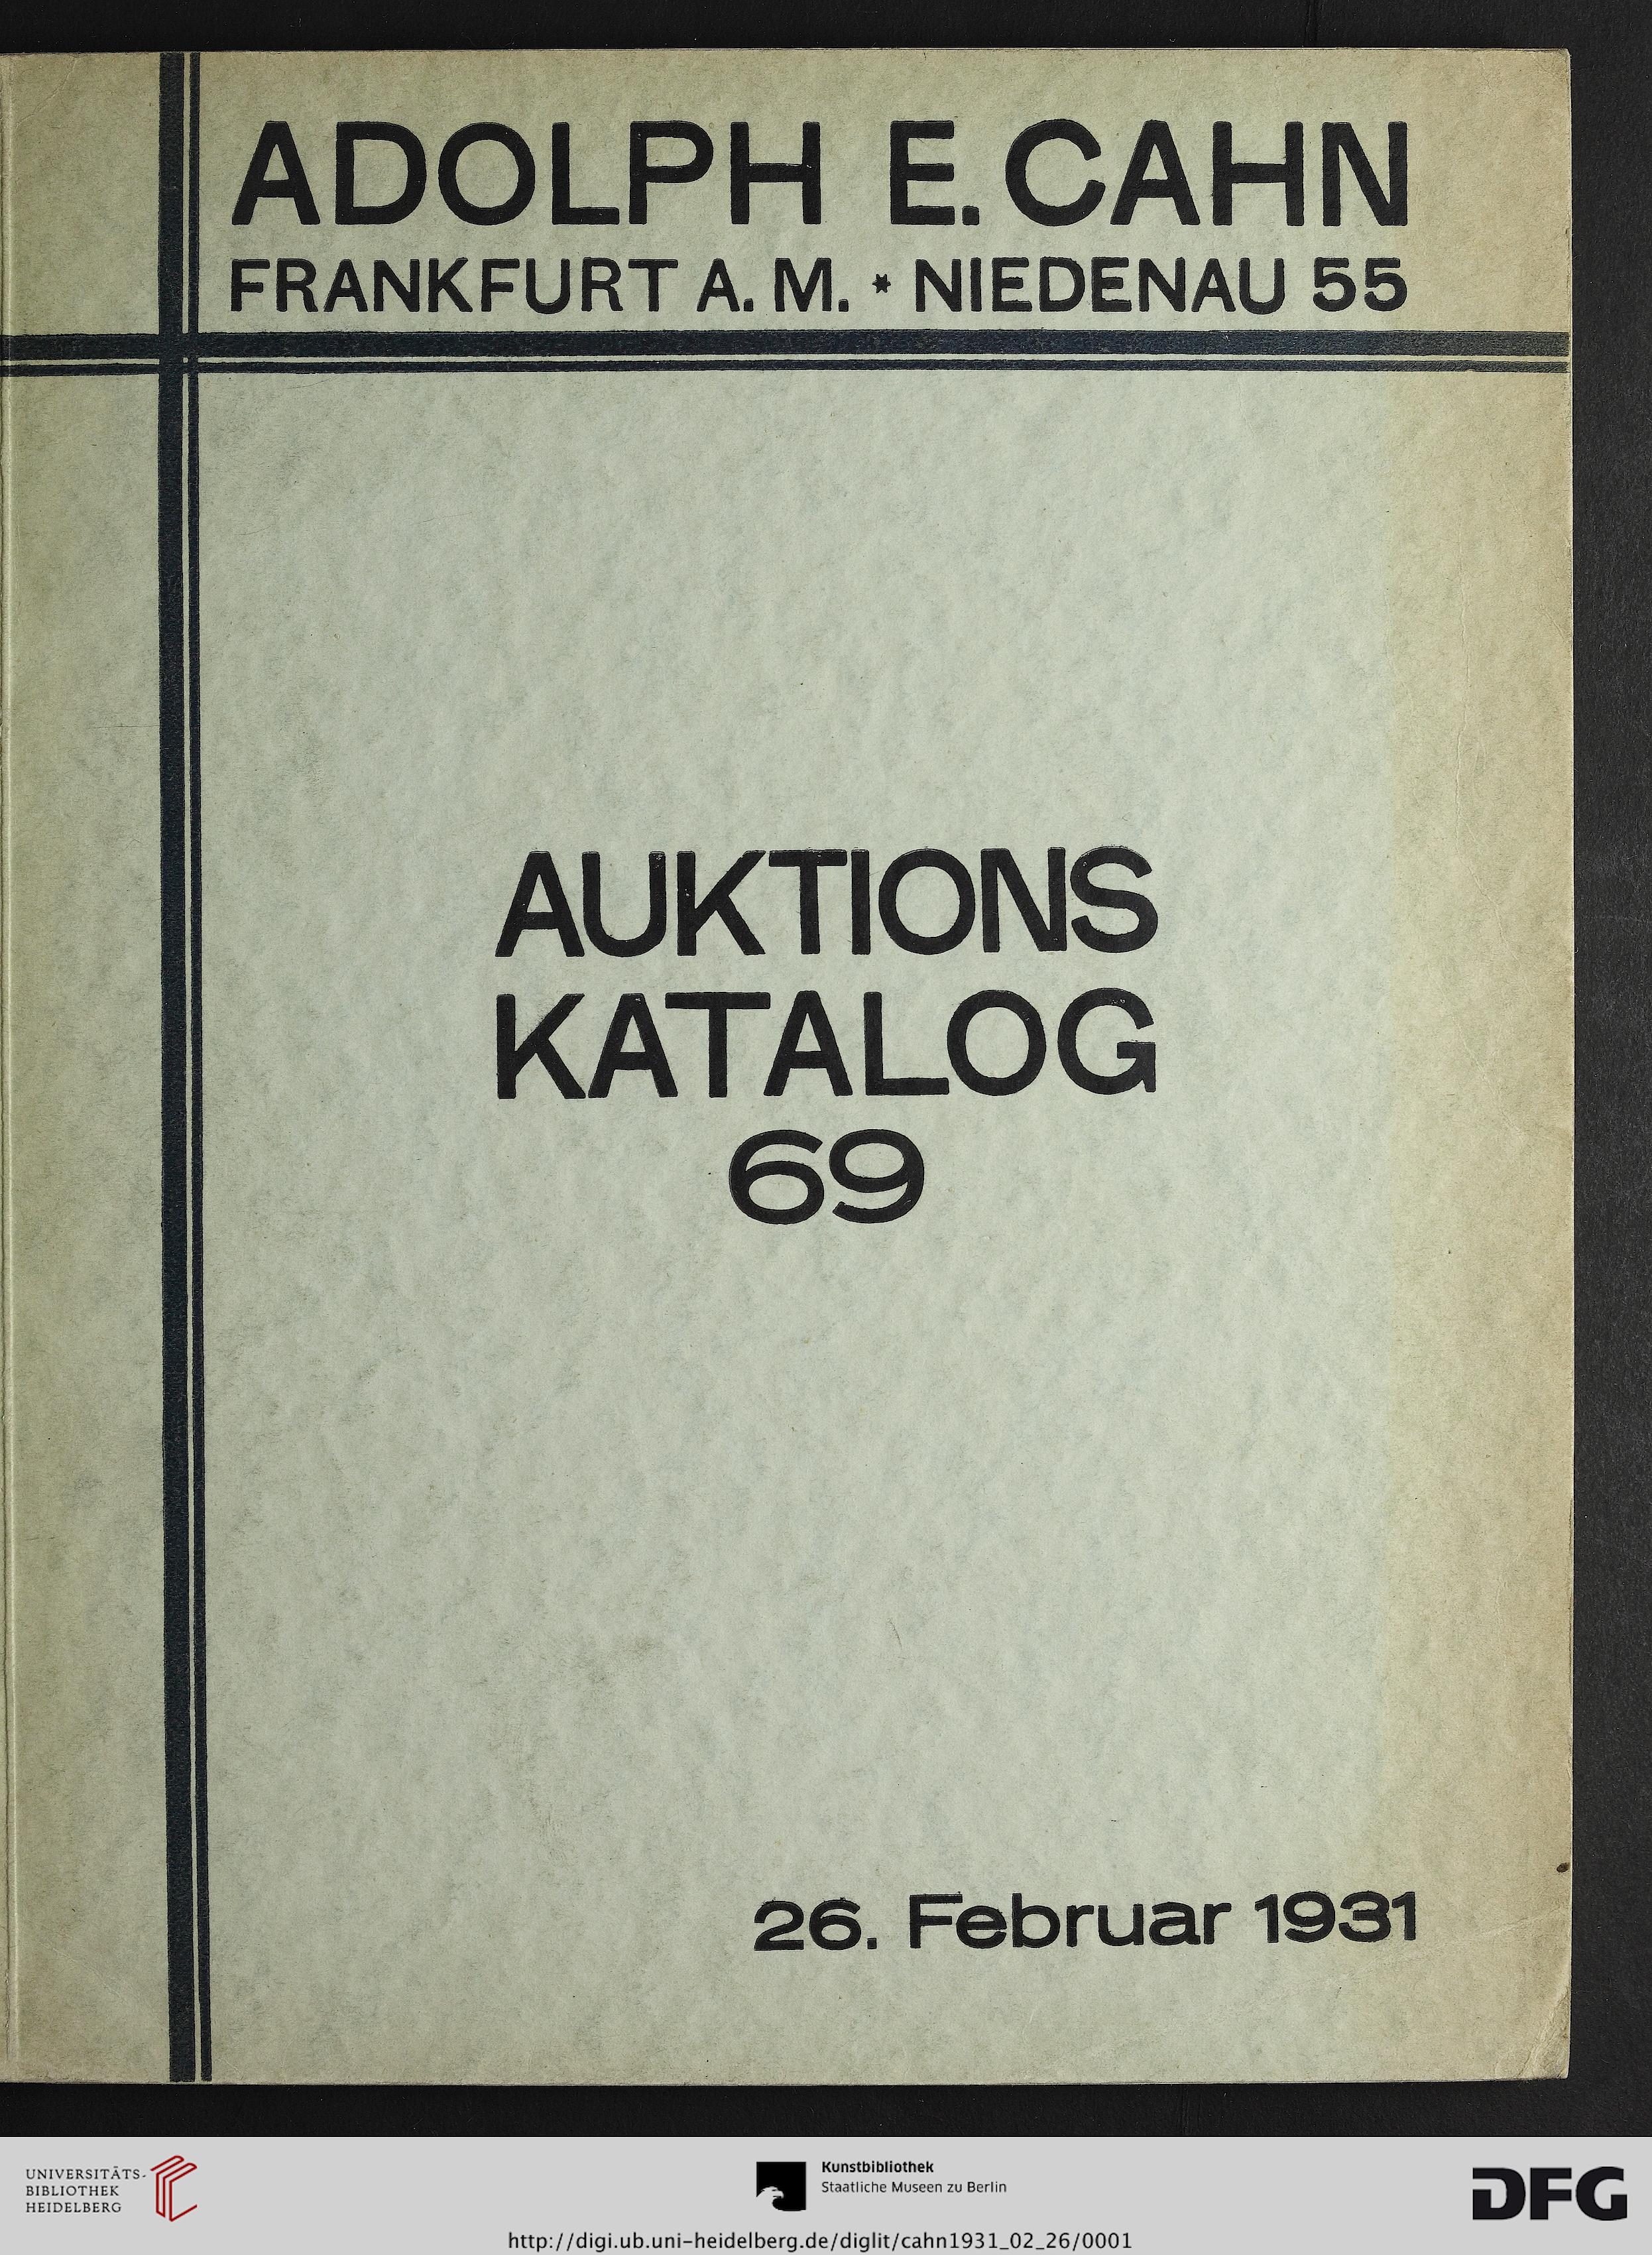 ADOLPH E. CAHN
FRANKFURT A. M. * NIEDENAU 55
AUKTIONS
KATALOG
69
26. Februar 1931
UNIVERSITÄTS-
BIBLIOTHEK
HEIDELBERG
Kunstbibliothek
Staatliche Museen zu Berlin
DFG
http://digi.ub.uni-heidelberg.de/diglit/cahn1931_02_26/0001